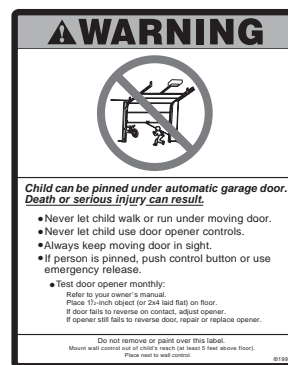 WARNING
Child can be pinned under automatic garage door.
Death or serious injury can result.
•Never let child walk or run under moving door.
•Never let child use door opener controls.
•Always keep moving door in sight.
•If person is pinned, push control button or use
emergency release.
•Test door opener monthly:
Refer to your owner's manual.
Place 1½-inch object (or 2x4 laid flat) on floor.
If door fails to reverse on contact, adjust opener.
If opener still fails to reverse door, repair or replace opener.
Do not remove or paint over this label.
Mount wall control out of child's reach (at least 5 feet above floor).
Place next to wall control.